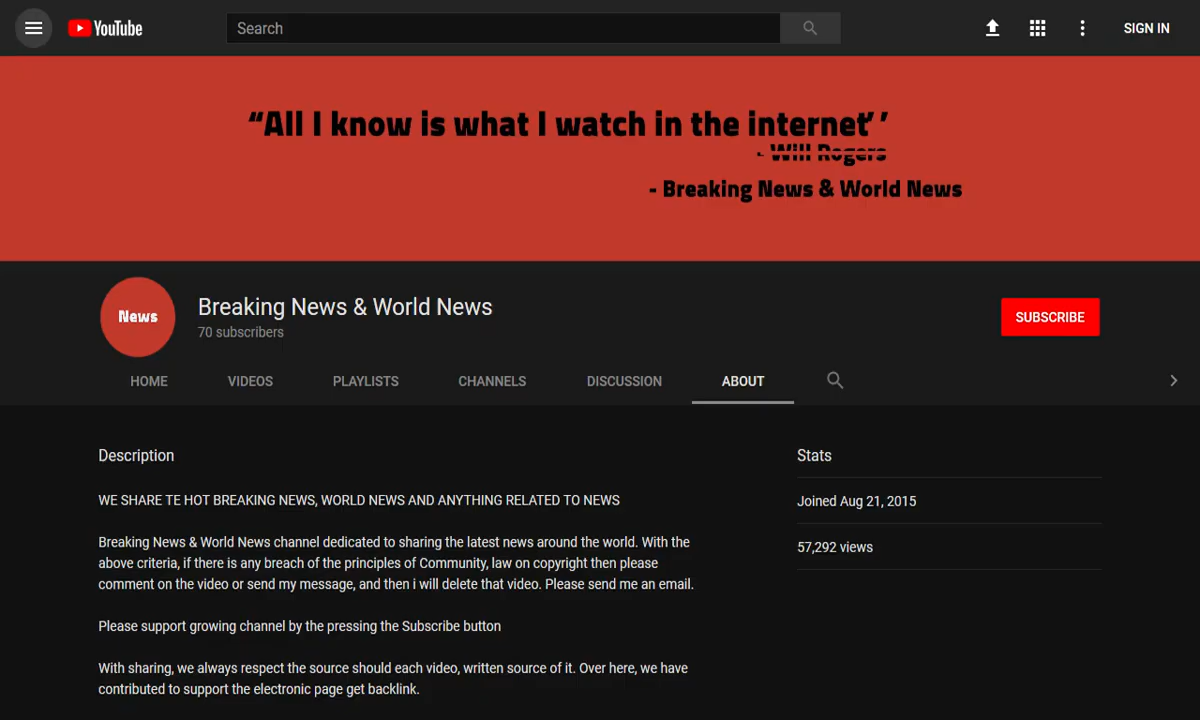 YouTube
Search
SIGN IN
“All I know is what I watch in the internet’’
- Will Rogers
- Breaking News & World News
News
Breaking News & World News
70 subscribers
SUBSCRIBE
HOME VIDEOS PLAYLISTS CHANNELS DISCUSSION ABOUT
Description
WE SHARE TE HOT BREAKING NEWS, WORLD NEWS AND ANYTHING RELATED TO NEWS
Breaking News & World News channel dedicated to sharing the latest news around the world. With the
above criteria, if there is any breach of the principles of Community, law on copyright then please
comment on the video or send my message, and then i will delete that video. Please send me an email.
Please support growing channel by the pressing the Subscribe button
With sharing, we always respect the source should each video, written source of it. Over here, we have
contributed to support the electronic page get backlink.
Stats
Joined Aug 21, 2015
57,292 views